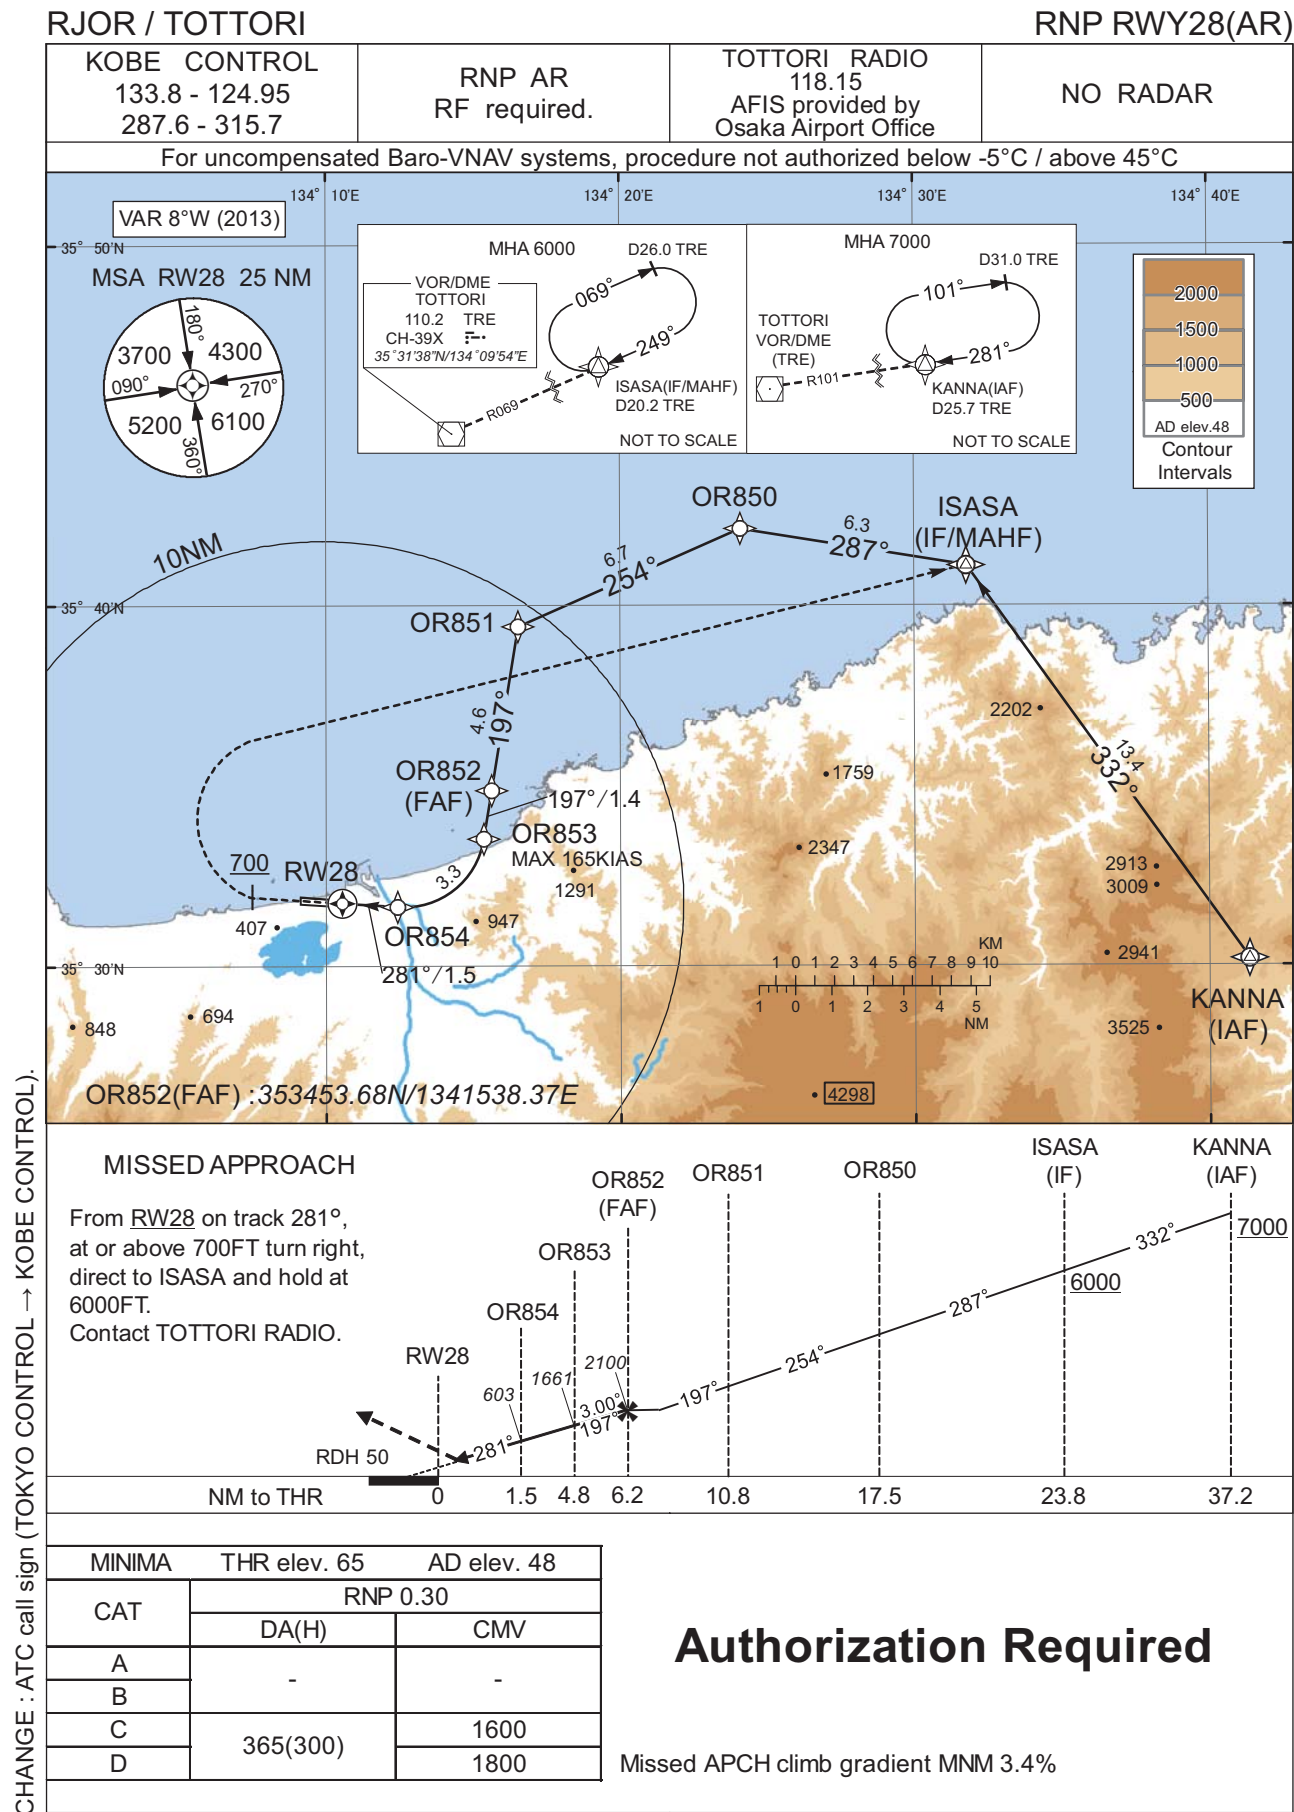 RJOR / TOTTORI
RNP RWY28(AR)
KOBE CONTROL
133.8 - 124.95
287.6 - 315.7
RNP AR
RF required.
TOTTORI RADIO
118.15
AFIS provided by
Osaka Airport Office
NO RADAR
For uncompensated Baro-VNAV systems, procedure not authorized below -5°C / above 45°C
134° 10'E
134° 20'E
134° 30'E
134° 40'E
VAR 8°W (2013)
35° 50'N
MSA RW28 25 NM
180°
3700
4300
090°
270°
5200
6100
360°
MHA 6000
D26.0 TRE
VOR/DME
TOTTORI
110.2 TRE
CH-39X
35°31'38"N/134°09'54"E
069°
249°
ISASA(IF/MAHF)
D20.2 TRE
R069
NOT TO SCALE
MHA 7000
D31.0 TRE
101°
281°
TOTTORI
VOR/DME
(TRE)
R101
KANNA(IAF)
D25.7 TRE
NOT TO SCALE
2000
1500
1000
500
AD elev.48
Contour
Intervals
OR850
ISASA
(IF/MAHF)
6.3
287°
6.7
254°
10NM
35° 40'N
OR851
4.6
197°
2202
13.4
332°
OR852
(FAF)
1759
197°/1.4
OR853
MAX 165KIAS
2347
700
RW28
3.3
1291
2913
3009
407
947
OR854
281°/1.5
2941
35° 30'N
KM
1 0 1 2 3 4 5 6 7 8 9 10
1 0 1 2 3 4 5
NM
KANNA
(IAF)
848
694
3525
OR852(FAF) :353453.68N/1341538.37E
4298
MISSED APPROACH
From RW28 on track 281°,
at or above 700FT turn right,
direct to ISASA and hold at
6000FT.
Contact TOTTORI RADIO.
ISASA
(IF)
KANNA
(IAF)
OR852
(FAF)
OR851
OR850
OR853
OR854
RW28
7000
332°
6000
287°
254°
197°
2100
1661
603
3.00°
197°
281°
RDH 50
NM to THR
0 1.5 4.8 6.2 10.8 17.5 23.8 37.2
MINIMA THR elev. 65 AD elev. 48
CAT
RNP 0.30
DA(H) CMV
A
B
- -
C
D
365(300)
1600
1800
Authorization Required
Missed APCH climb gradient MNM 3.4%
CHANGE : ATC call sign (TOKYO CONTROL → KOBE CONTROL).